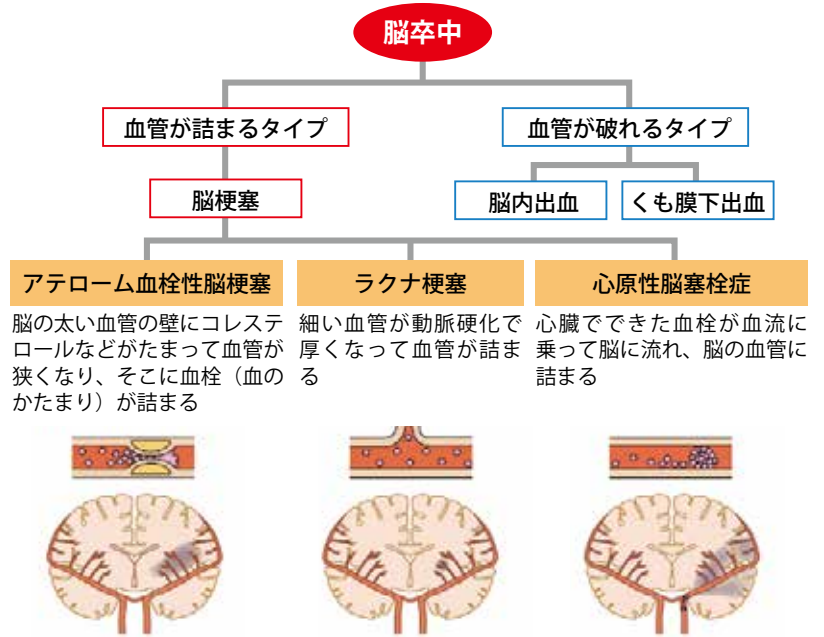 脳卒中
血管が詰まるタイプ
血管が破れるタイプ
脳梗塞
脳内出血
くも膜下出血
アテローム血栓性脳梗塞
脳の太い血管の壁にコレステ
ロールなどがたまって血管が
狭くなり、そこに血栓（血の
かたまり）が詰まる
ラクナ梗塞
細い血管が動脈硬化で
厚くなって血管が詰ま
る
心原性脳塞栓症
心臓でできた血栓が血流に
乗って脳に流れ、脳の血管に
詰まる